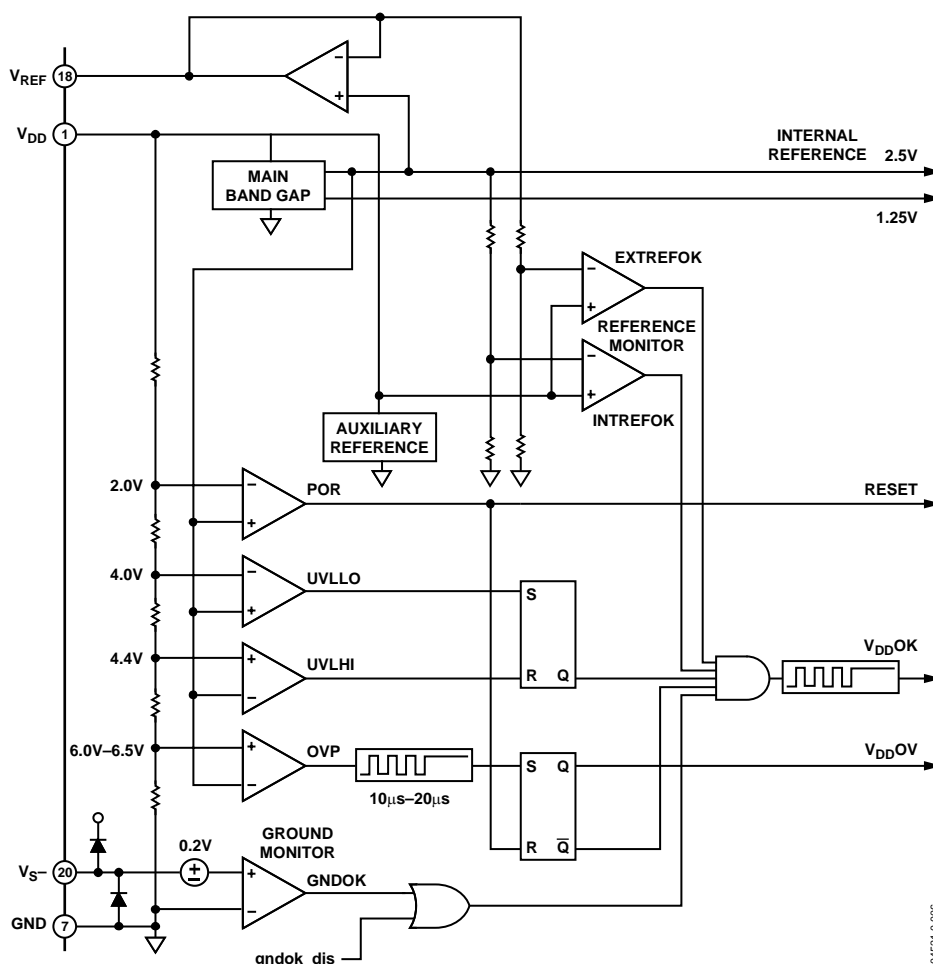 VREF 18
− +
VDD 1
INTERNAL
REFERENCE 2.5V
MAIN
BAND GAP
1.25V
EXTREFOK
− +
REFERENCE
MONITOR
− +
INTREFOK
AUXILIARY
REFERENCE
2.0V − + POR RESET
4.0V − + UVLLO S
4.4V + − UVLHI R Q VDDOK
6.0V–6.5V + − OVP S Q VDDOV
10μs–20μs
R Q̅
GROUND
MONITOR
0.2V
VS– 20 ± + − GNDOK
GND 7
gndok_dis